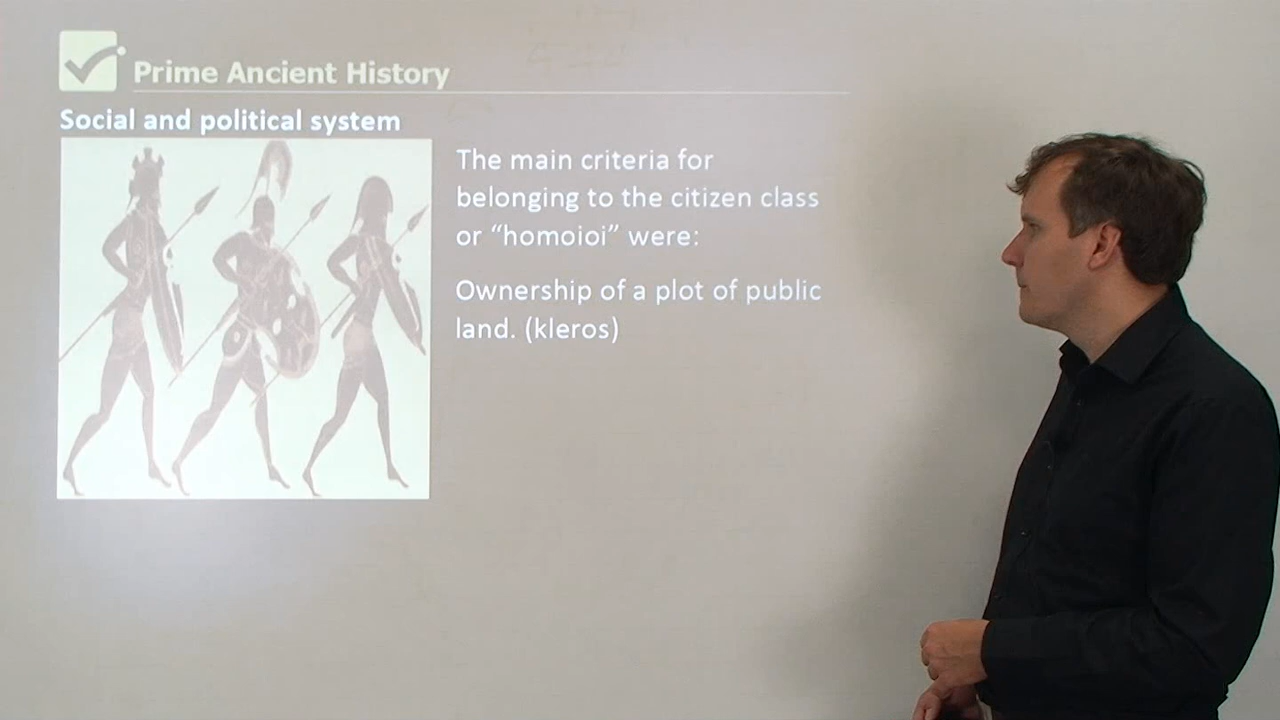 Prime Ancient History
Social and political system
The main criteria for
belonging to the citizen class
or “homoioi” were:
Ownership of a plot of public
land. (kleros)